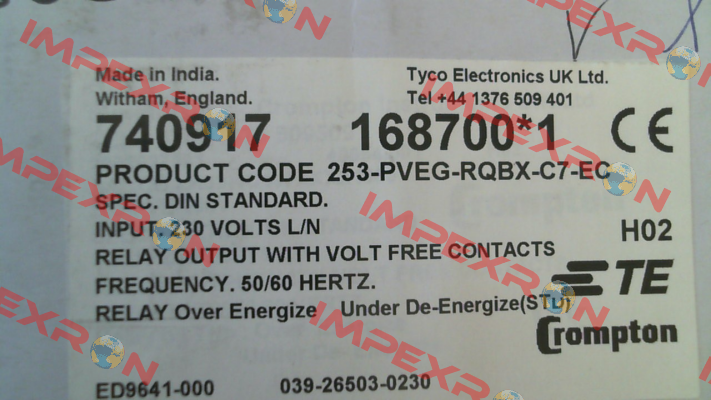 Made in India. Tyco Electronics UK Ltd.
Witham, England. Tel +44 1376 509 401
740917 168700*1 CE
PRODUCT CODE 253-PVEG-RQBX-C7-EC
SPEC. DIN STANDARD.
INPUT. 230 VOLTS L/N H02
RELAY OUTPUT WITH VOLT FREE CONTACTS
FREQUENCY. 50/60 HERTZ. TE
RELAY Over Energize Under De-Energize(STD)
Crompton
ED9641-000 039-26503-0230
IMPEXRON
IMPEXRON
IMPEXRON
IMPEXRON
IMPEXRON
IMPEXRON